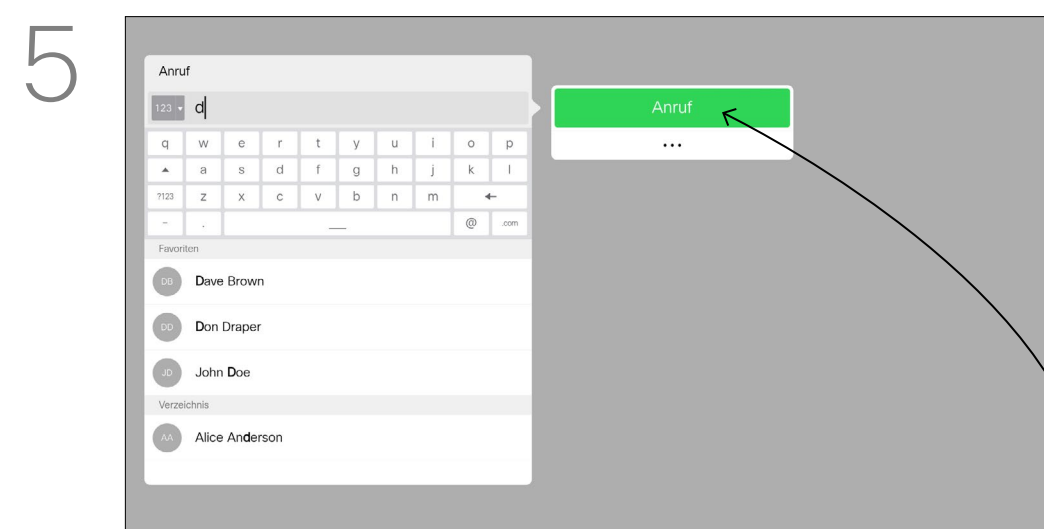 5
Anruf
123 d
q w e r t y u i o p
a s d f g h j k l
?123 z x c v b n m
- . @ .com
Favoriten
DB Dave Brown
DD Don Draper
JD John Doe
Verzeichnis
AA Alice Anderson
Anruf
...